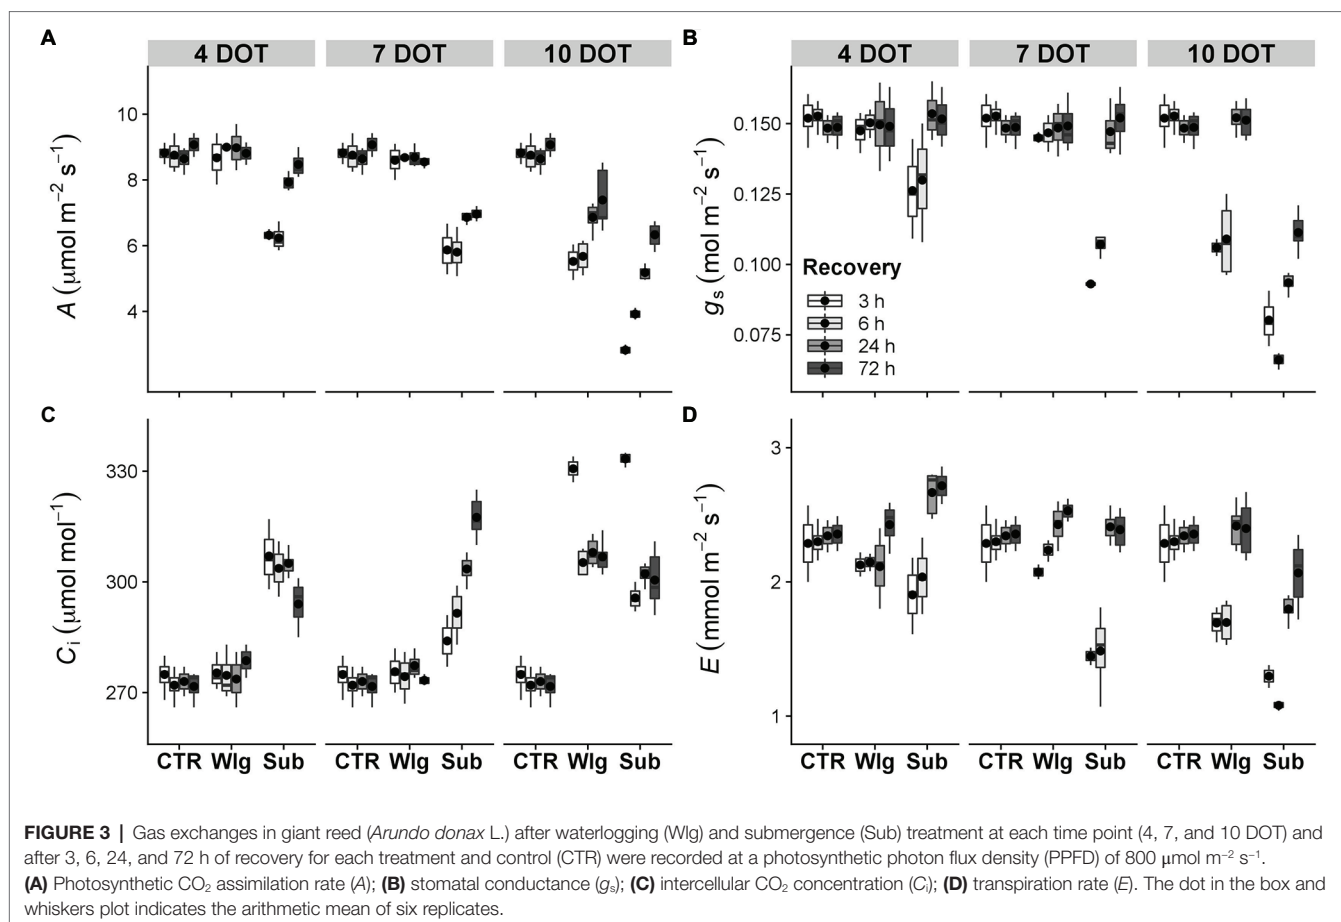 A
4 DOT 7 DOT 10 DOT
10
8
6
4
A (μmol m⁻² s⁻¹)
B
4 DOT 7 DOT 10 DOT
0.150
0.125
0.100
0.075
gs (mol m⁻² s⁻¹)
Recovery
3 h
6 h
24 h
72 h
C
330
300
270
Ci (μmol mol⁻¹)
CTR Wlg Sub CTR Wlg Sub CTR Wlg Sub
D
3
2
1
E (mmol m⁻² s⁻¹)
CTR Wlg Sub CTR Wlg Sub CTR Wlg Sub
FIGURE 3 | Gas exchanges in giant reed (Arundo donax L.) after waterlogging (Wlg) and submergence (Sub) treatment at each time point (4, 7, and 10 DOT) and
after 3, 6, 24, and 72 h of recovery for each treatment and control (CTR) were recorded at a photosynthetic photon flux density (PPFD) of 800 μmol m⁻² s⁻¹.
(A) Photosynthetic CO₂ assimilation rate (A); (B) stomatal conductance (gs); (C) intercellular CO₂ concentration (Ci); (D) transpiration rate (E). The dot in the box and
whiskers plot indicates the arithmetic mean of six replicates.